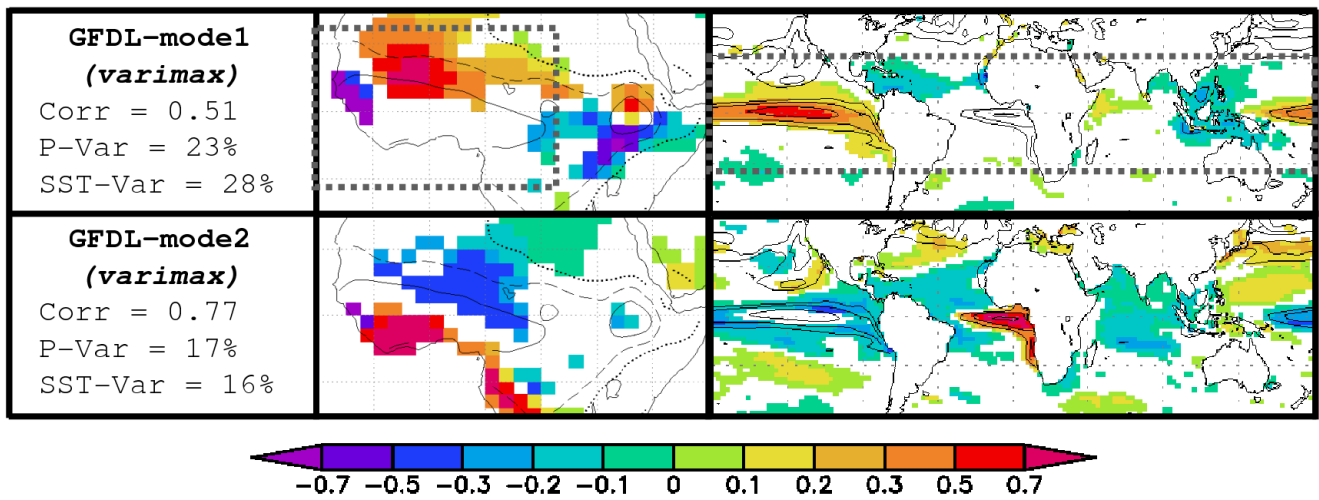 GFDL-mode1
(varimax)
Corr = 0.51
P-Var = 23%
SST-Var = 28%
GFDL-mode2
(varimax)
Corr = 0.77
P-Var = 17%
SST-Var = 16%
-0.7 -0.5 -0.3 -0.2 -0.1 0 0.1 0.2 0.3 0.5 0.7